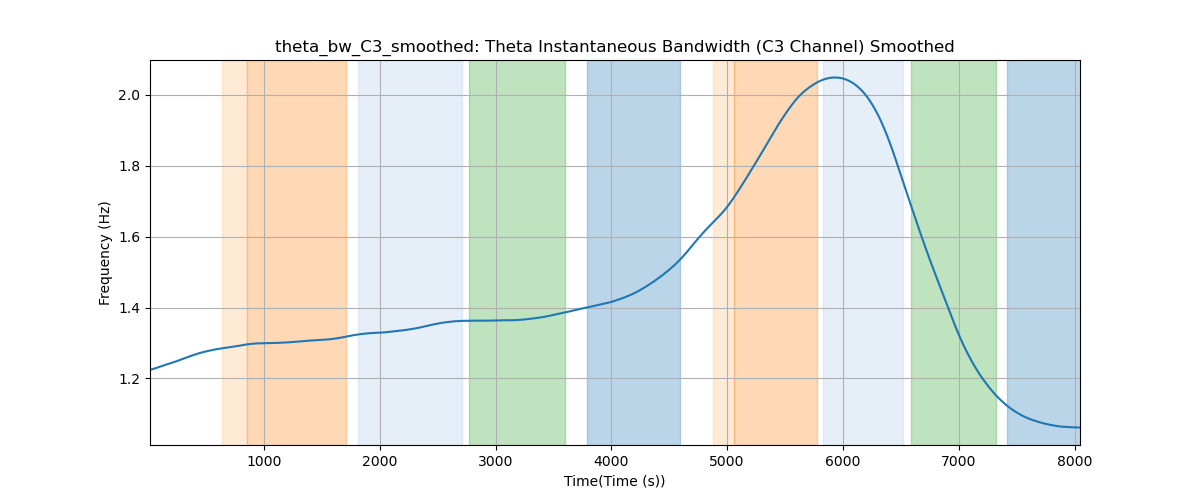 theta_bw_C3_smoothed: Theta Instantaneous Bandwidth (C3 Channel) Smoothed
Frequency (Hz)
2.0
1.8
1.6
1.4
1.2
1000 2000 3000 4000 5000 6000 7000 8000
Time(Time (s))